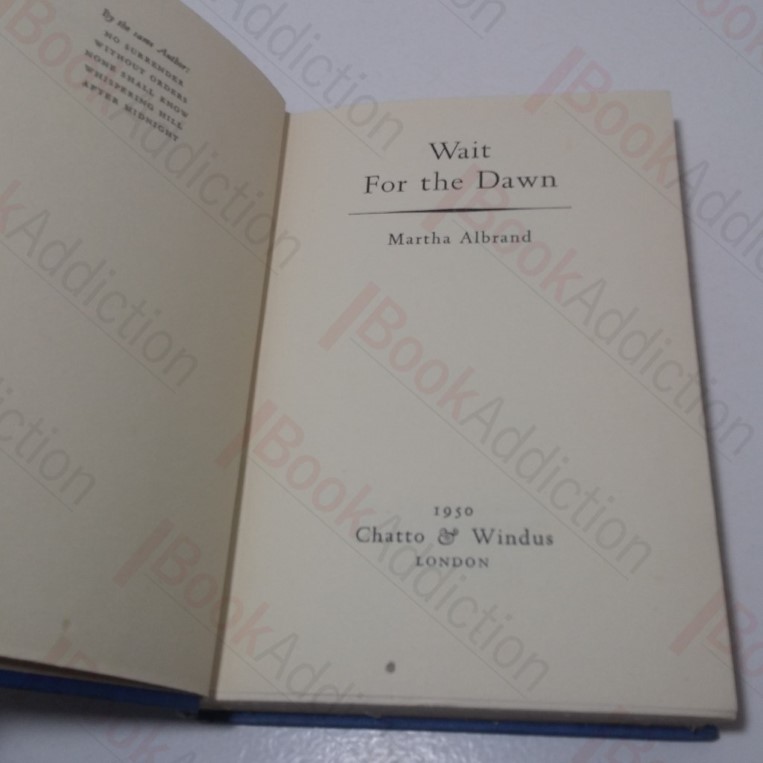 By the same Author:
NO SURRENDER
WITHOUT ORDERS
NONE SHALL KNOW
WHISPERING HILL
AFTER MIDNIGHT
Wait
For the Dawn
Martha Albrand
1950
Chatto & Windus
LONDON
BookAddiction